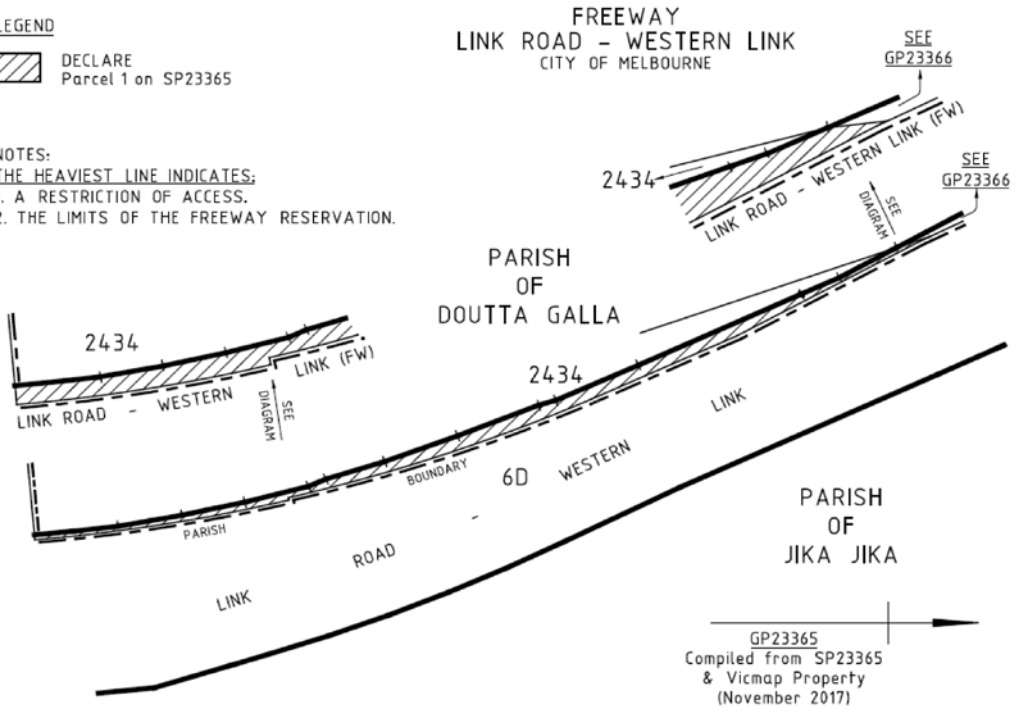 LEGEND
DECLARE
Parcel 1 on SP23365
FREEWAY
LINK ROAD - WESTERN LINK
CITY OF MELBOURNE
SEE
GP23366
NOTES:
THE HEAVIEST LINE INDICATES:
1. A RESTRICTION OF ACCESS.
2. THE LIMITS OF THE FREEWAY RESERVATION.
2434
LINK ROAD - WESTERN LINK (FW)
SEE
DIAGRAM
SEE
GP23366
PARISH
OF
DOUTTA GALLA
2434
LINK ROAD - WESTERN LINK (FW)
SEE
DIAGRAM
2434
PARISH BOUNDARY
6D
LINK ROAD - WESTERN LINK
PARISH
OF
JIKA JIKA
GP23365
Compiled from SP23365
& Vicmap Property
(November 2017)